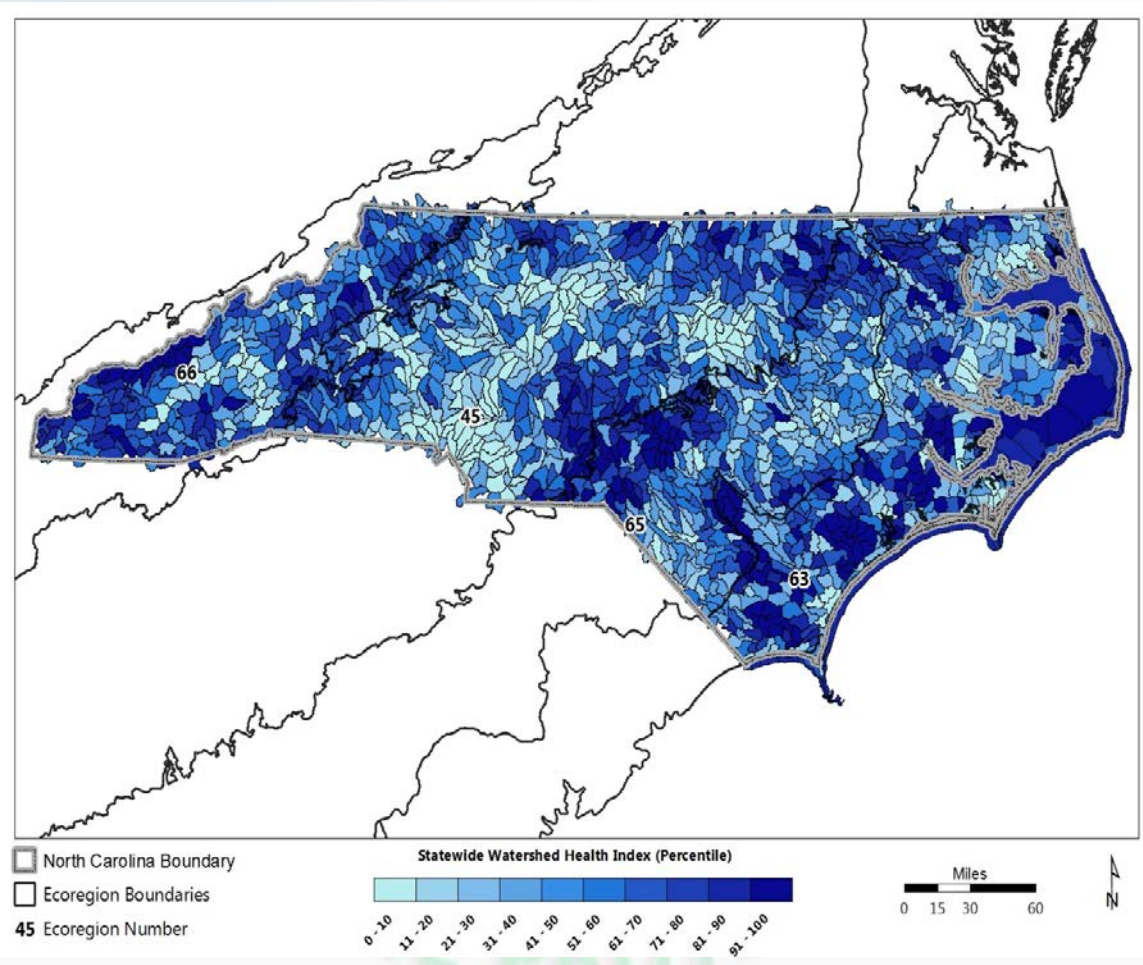 66
45
65
63
North Carolina Boundary
Ecoregion Boundaries
45 Ecoregion Number
Statewide Watershed Health Index (Percentile)
0 - 10
11 - 20
21 - 30
31 - 40
41 - 50
51 - 60
61 - 70
71 - 80
81 - 90
91 - 100
Miles
0 15 30 60
N